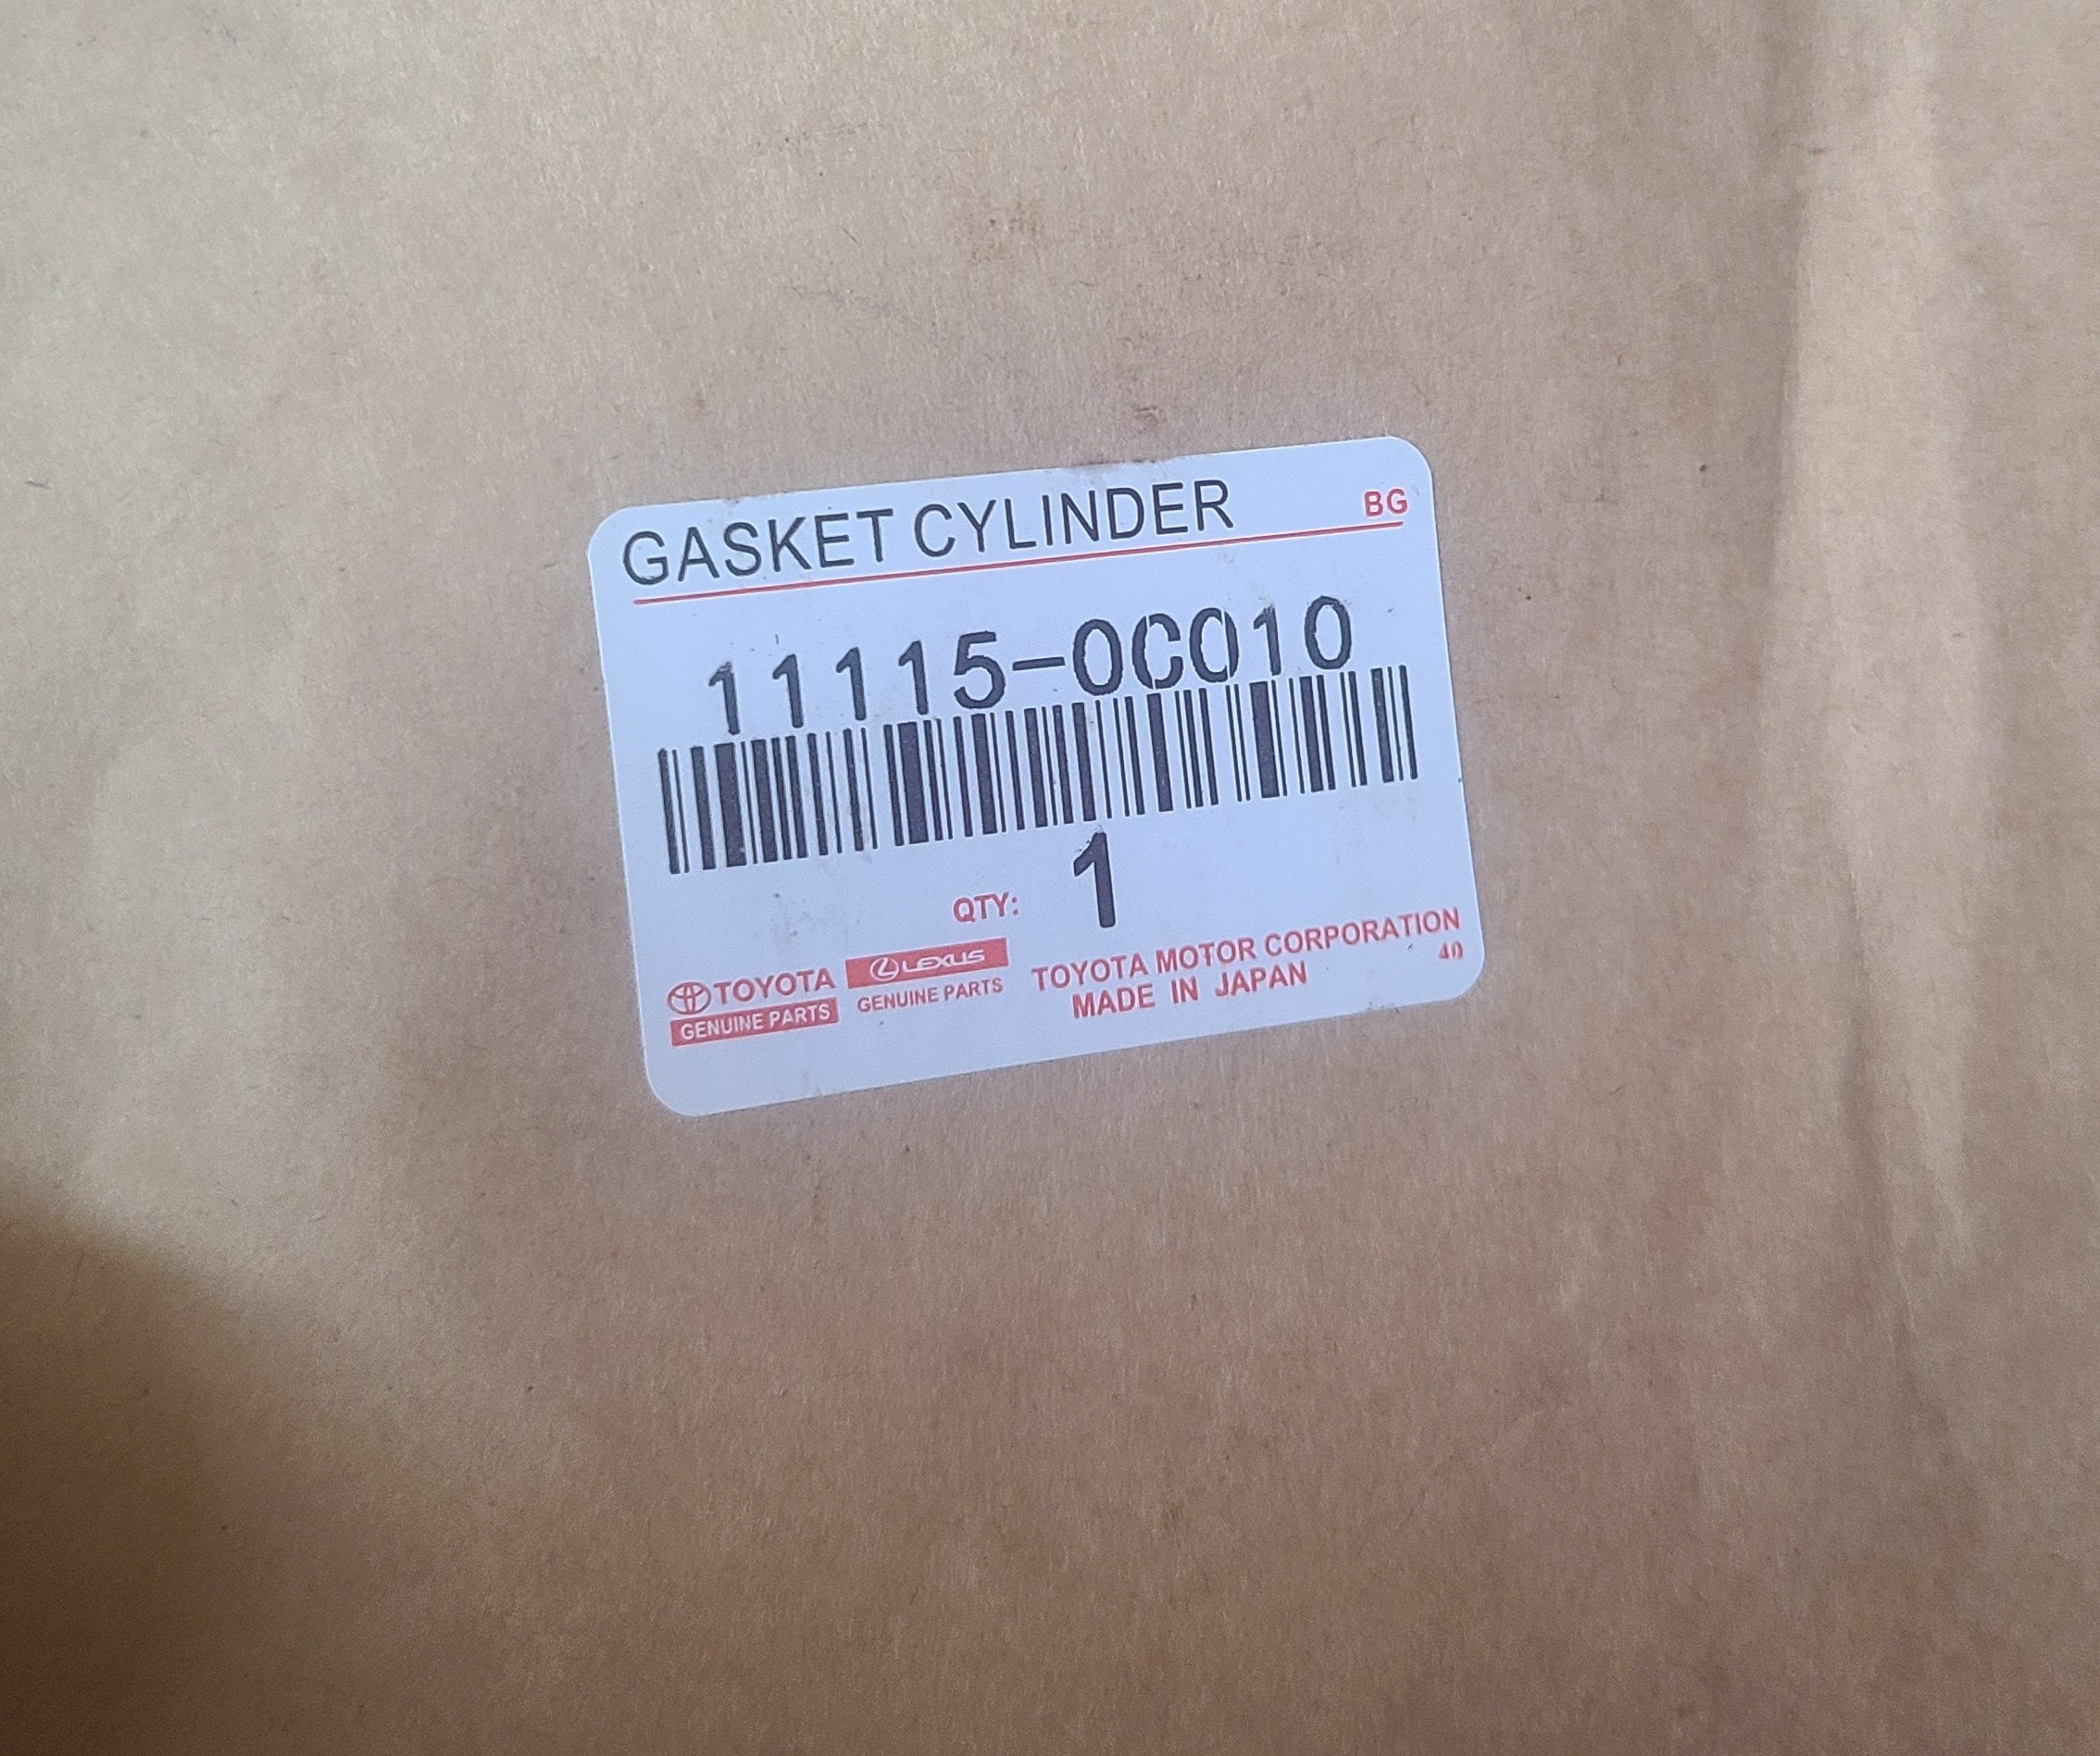 GASKET CYLINDER BG
11115-0C010
QTY: 1
TOYOTA LEXUS TOYOTA MOTOR CORPORATION
GENUINE PARTS GENUINE PARTS MADE IN JAPAN 40